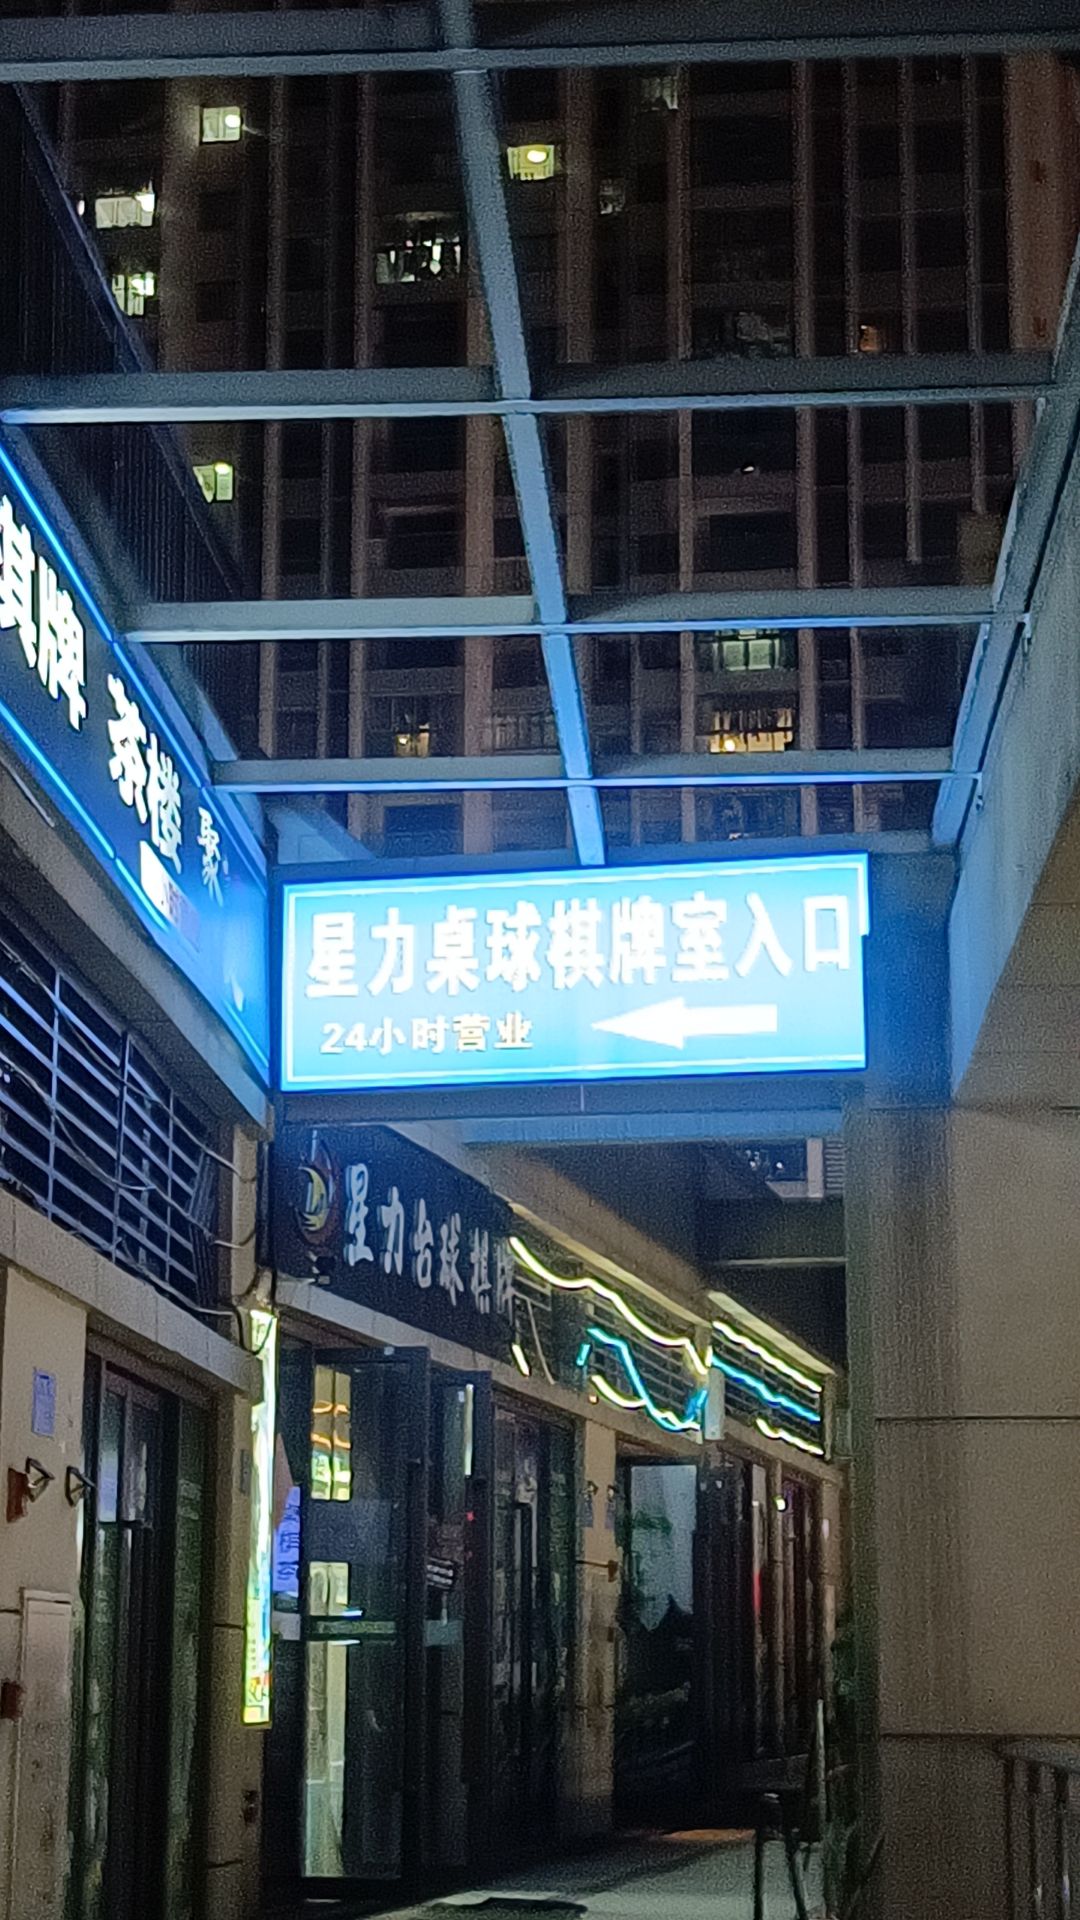 棋牌 茶楼 聚
星力桌球棋牌室入口
24小时营业
星力台球棋牌